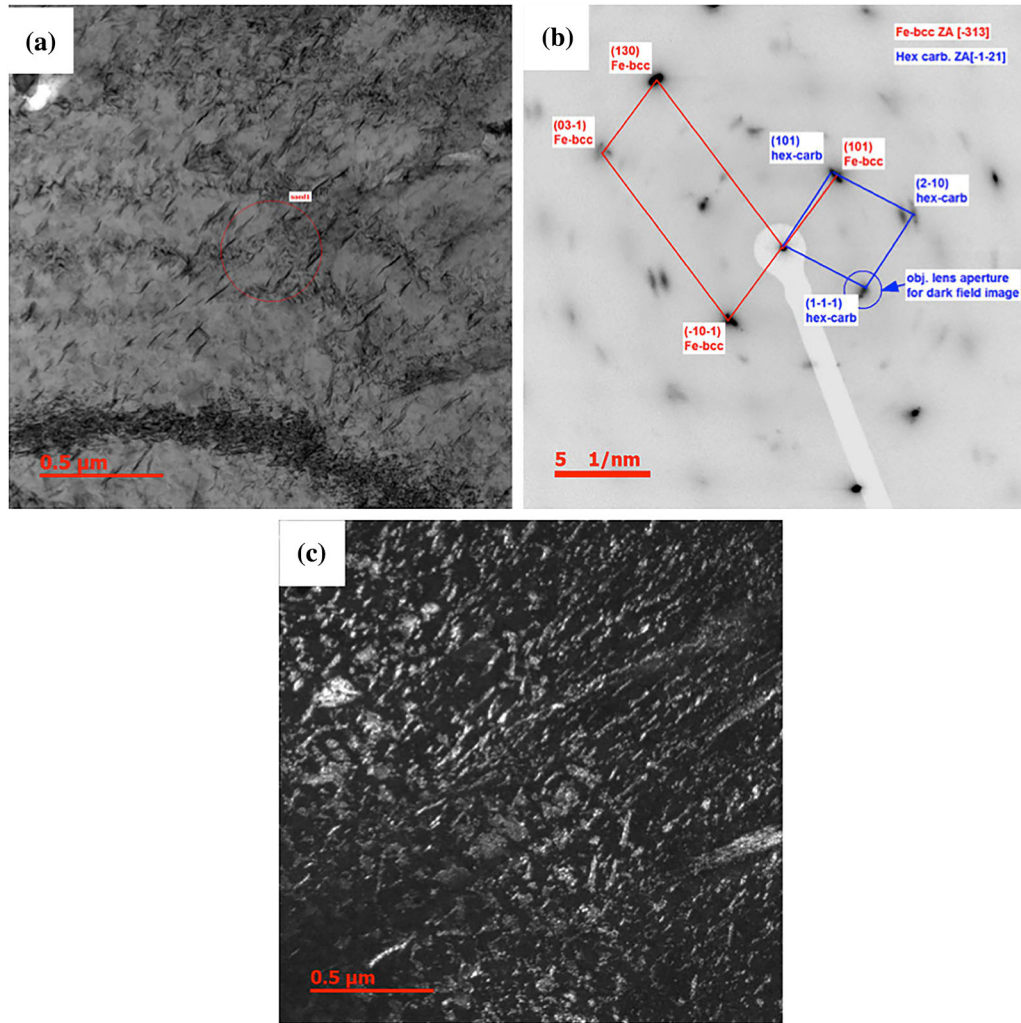 (a)
saed1
0.5 µm
(b)
Fe-bcc ZA [-313]
Hex carb. ZA[-1-21]
(130)
Fe-bcc
(03-1)
Fe-bcc
(101)
hex-carb
(101)
Fe-bcc
(2-10)
hex-carb
obj. lens aperture
for dark field image
(1-1-1)
hex-carb
(-10-1)
Fe-bcc
5 1/nm
(c)
0.5 µm